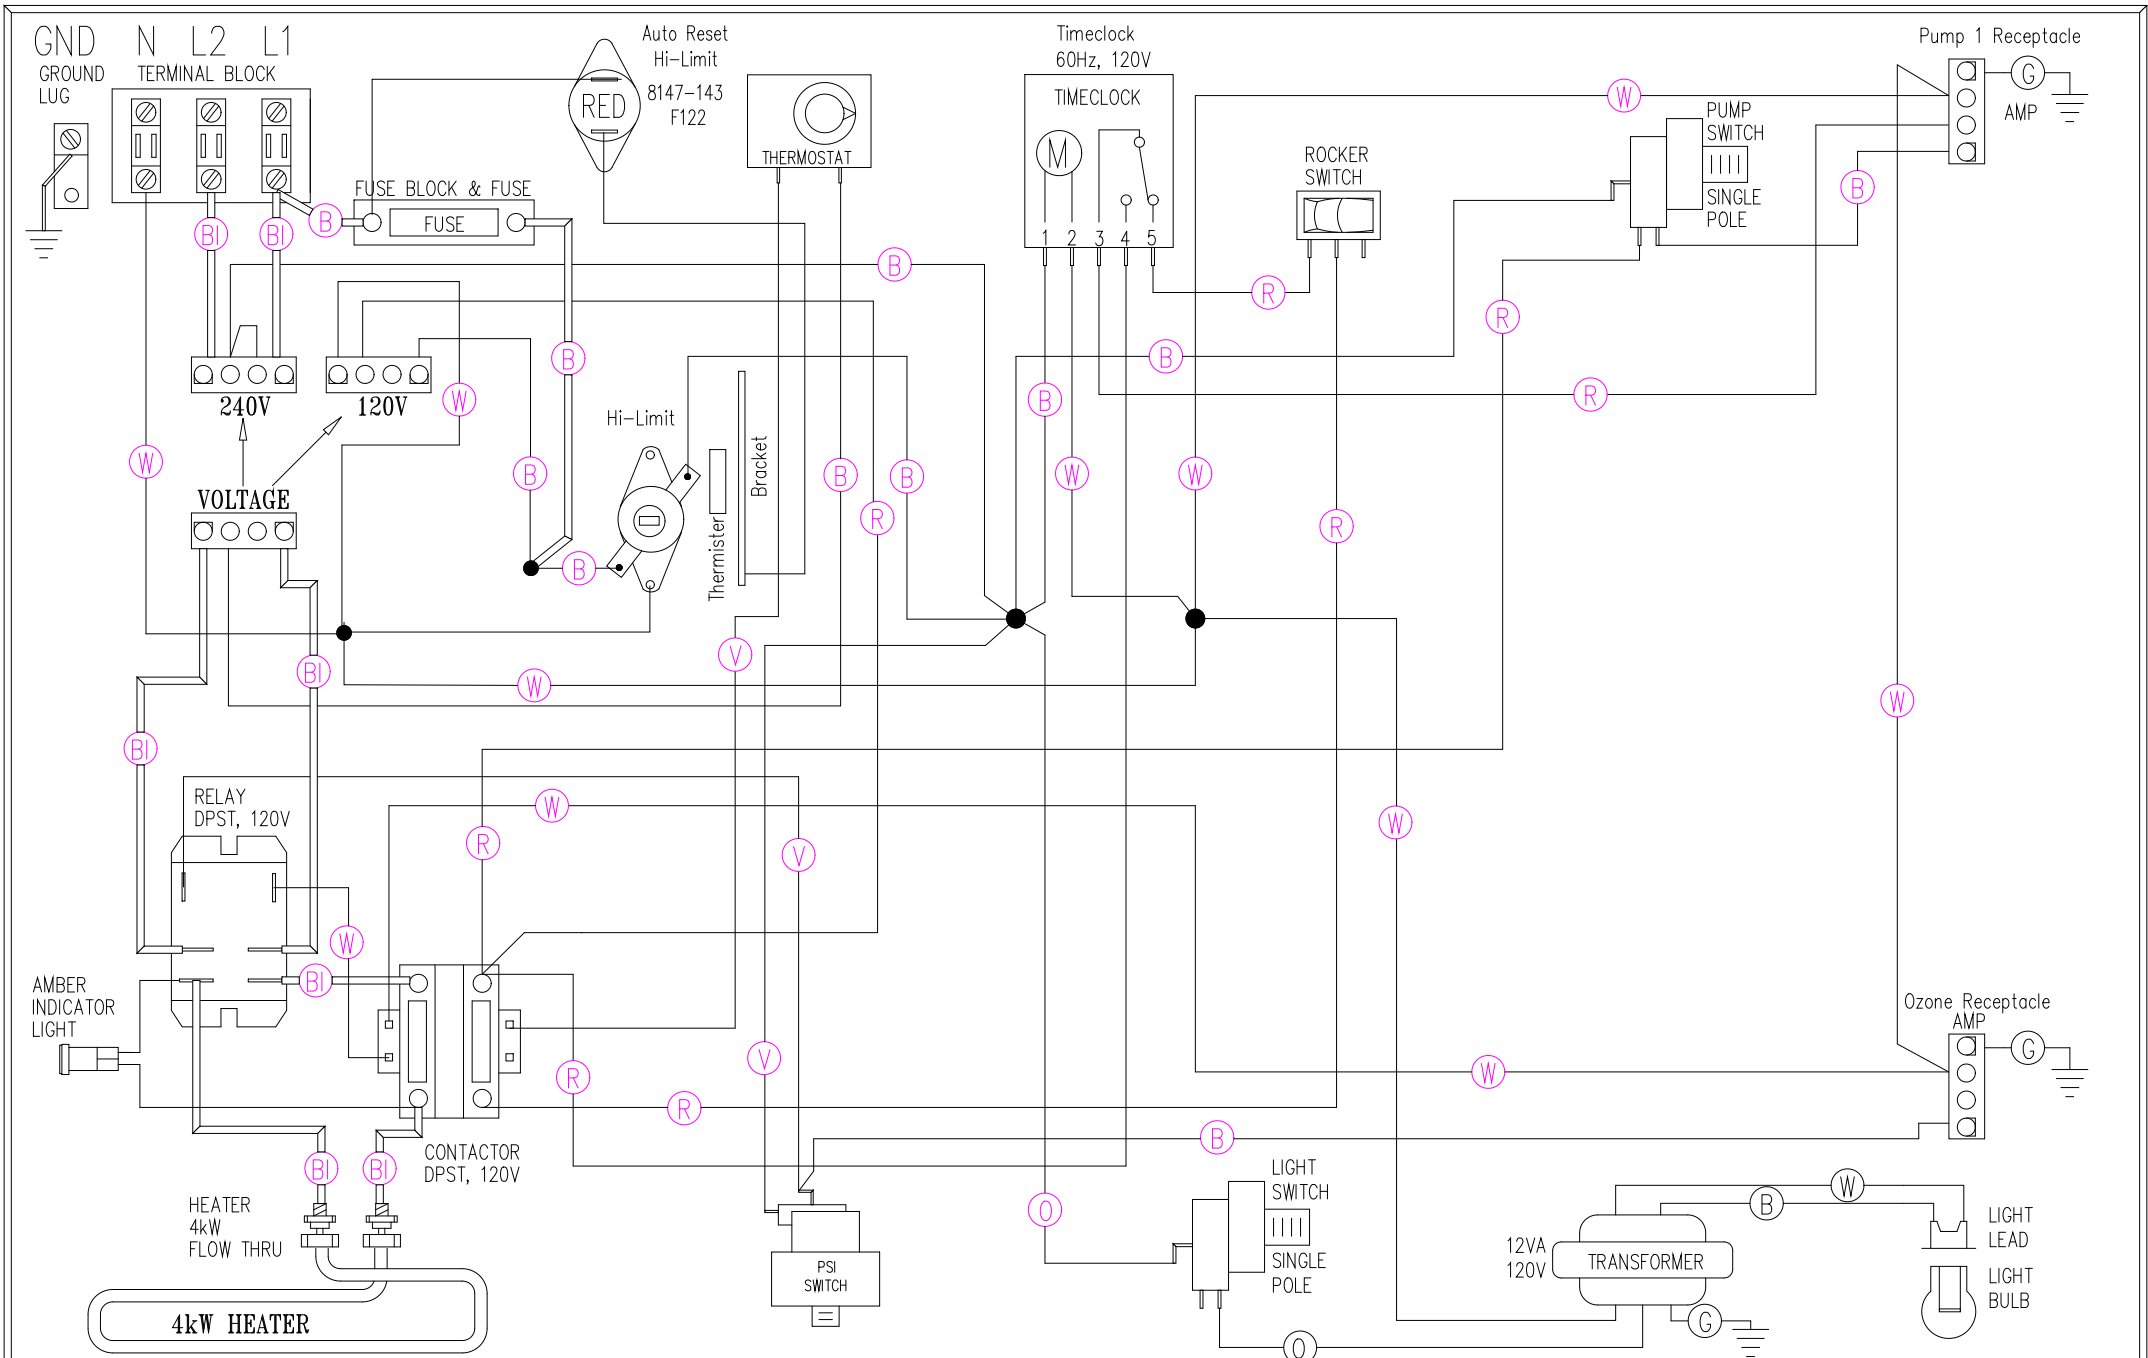 GND N L2 L1
GROUND
LUG
TERMINAL BLOCK
Auto Reset
Hi-Limit
8147-143
F122
RED
THERMOSTAT
Timeclock
60Hz, 120V
TIMECLOCK
M
1 2 3 4 5
ROCKER
SWITCH
PUMP
SWITCH
SINGLE
POLE
Pump 1 Receptacle
G
AMP
W
B
FUSE BLOCK & FUSE
FUSE
B
Bl
Bl
B
R
R
B
B
R
B
W
240V
120V
Hi-Limit
Thermister
Bracket
W
B
B
B
B
R
W
W
R
VOLTAGE
B
Bl
V
W
W
Bl
RELAY
DPST, 120V
W
R
V
W
W
Bl
AMBER
INDICATOR
LIGHT
V
R
R
W
Ozone Receptacle
AMP
G
CONTACTOR
DPST, 120V
B
Bl
Bl
HEATER
4kW
FLOW THRU
4kW HEATER
PSI
SWITCH
O
LIGHT
SWITCH
SINGLE
POLE
O
12VA
120V
TRANSFORMER
G
W
B
LIGHT
LEAD
LIGHT
BULB